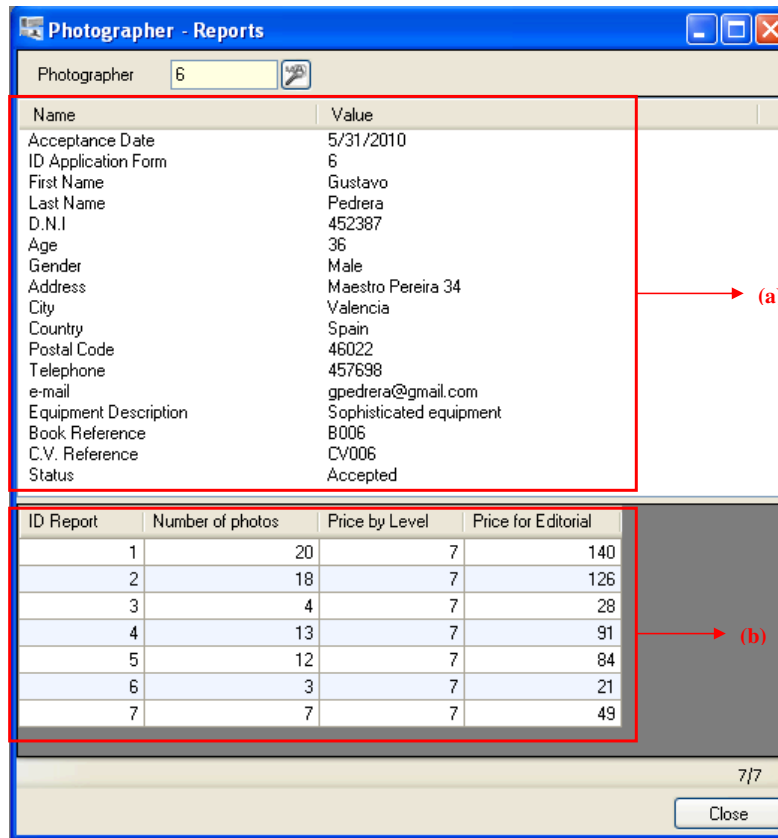 Photographer - Reports
Photographer 6
Name Value
Acceptance Date 5/31/2010
ID Application Form 6
First Name Gustavo
Last Name Pedrera
D.N.I 452387
Age 36
Gender Male
Address Maestro Pereira 34
City Valencia
Country Spain
Postal Code 46022
Telephone 457698
e-mail gpedrera@gmail.com
Equipment Description Sophisticated equipment
Book Reference B006
C.V. Reference CV006
Status Accepted
(a)
ID Report Number of photos Price by Level Price for Editorial
1 20 7 140
2 18 7 126
3 4 7 28
4 13 7 91
5 12 7 84
6 3 7 21
7 7 7 49
(b)
7/7
Close